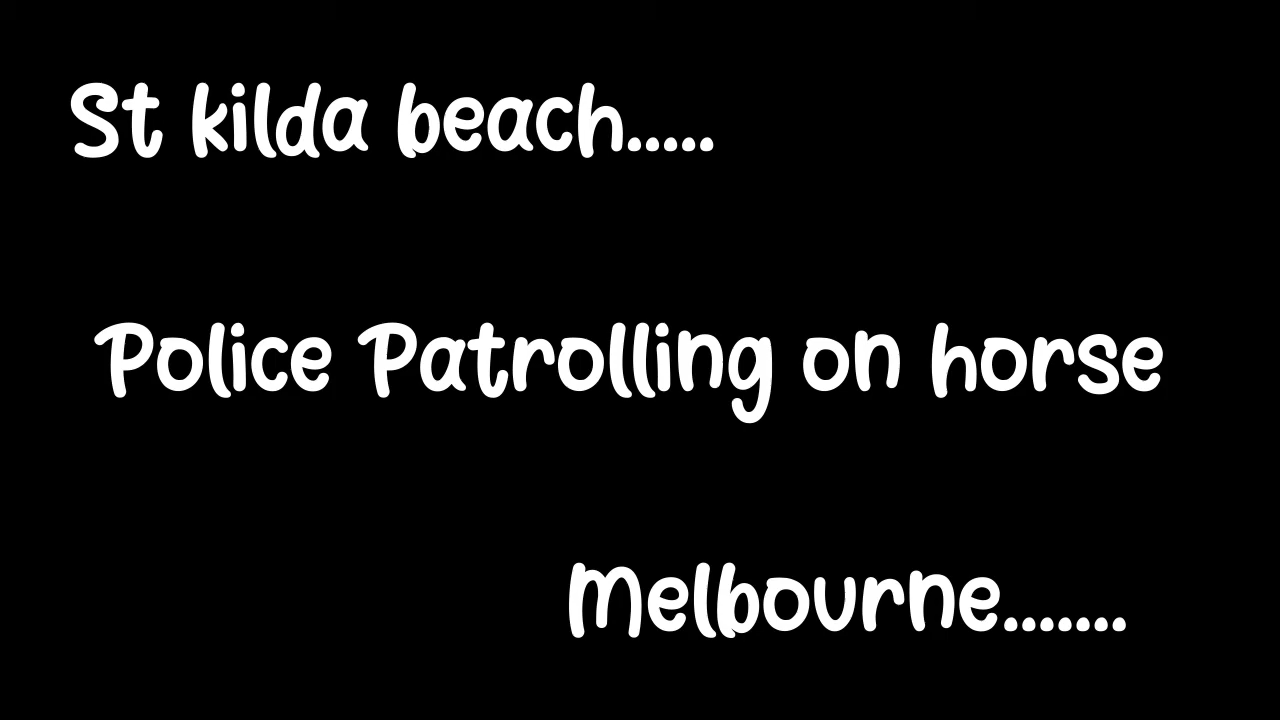 St kilda beach.....
Police Patrolling on horse
Melbourne.......